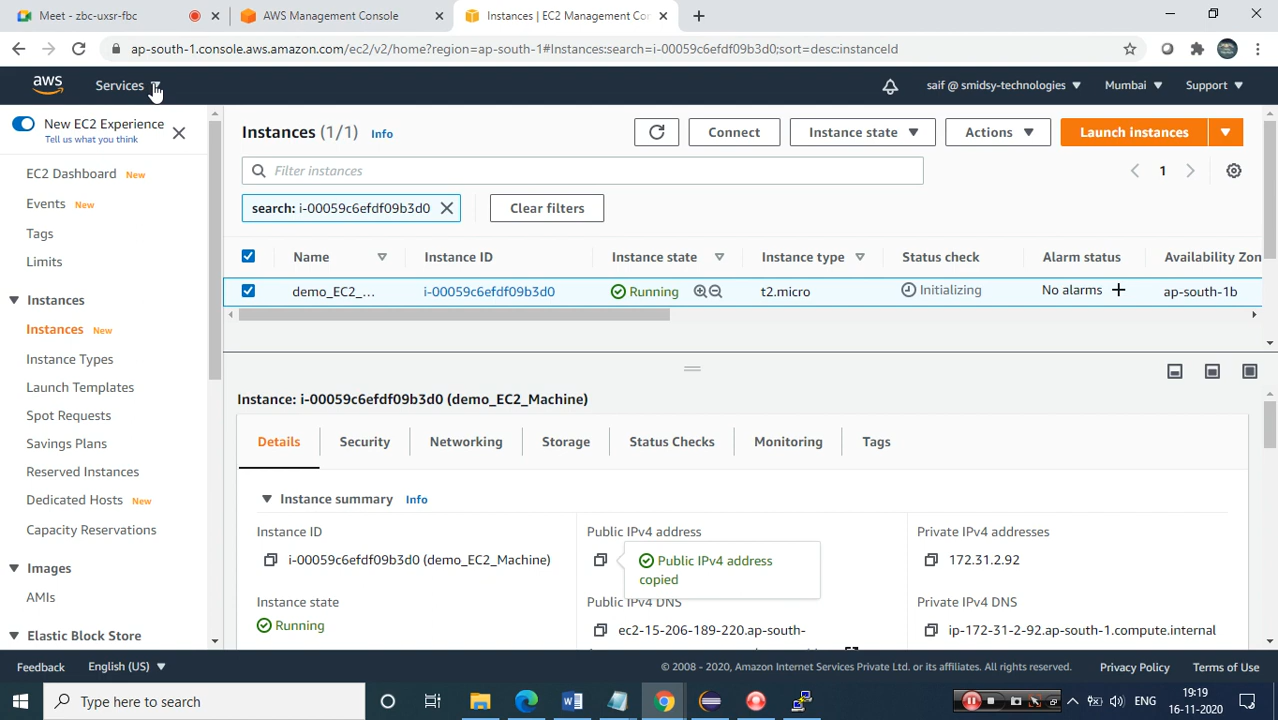 Meet - zbc-uxsr-fbc
AWS Management Console
Instances | EC2 Management Con
ap-south-1.console.aws.amazon.com/ec2/v2/home?region=ap-south-1#Instances:search=i-00059c6efdf09b3d0;sort=desc:instanceId
aws
Services
saif @ smidsy-technologies
Mumbai
Support
New EC2 Experience
Tell us what you think
EC2 Dashboard New
Events New
Tags
Limits
Instances
Instances New
Instance Types
Launch Templates
Spot Requests
Savings Plans
Reserved Instances
Dedicated Hosts New
Capacity Reservations
Images
AMIs
Elastic Block Store
Instances (1/1) Info
Connect
Instance state
Actions
Launch instances
Filter instances
1
search: i-00059c6efdf09b3d0
Clear filters
Name Instance ID Instance state Instance type Status check Alarm status Availability Zon
demo_EC2_... i-00059c6efdf09b3d0 Running t2.micro Initializing No alarms ap-south-1b
Instance: i-00059c6efdf09b3d0 (demo_EC2_Machine)
Details Security Networking Storage Status Checks Monitoring Tags
Instance summary Info
Instance ID
i-00059c6efdf09b3d0 (demo_EC2_Machine)
Public IPv4 address
Public IPv4 address
copied
Private IPv4 addresses
172.31.2.92
Instance state
Running
Public IPv4 DNS
ec2-15-206-189-220.ap-south-
Private IPv4 DNS
ip-172-31-2-92.ap-south-1.compute.internal
Feedback
English (US)
© 2008 - 2020, Amazon Internet Services Private Ltd. or its affiliates. All rights reserved.
Privacy Policy
Terms of Use
Type here to search
ENG
19:19
16-11-2020